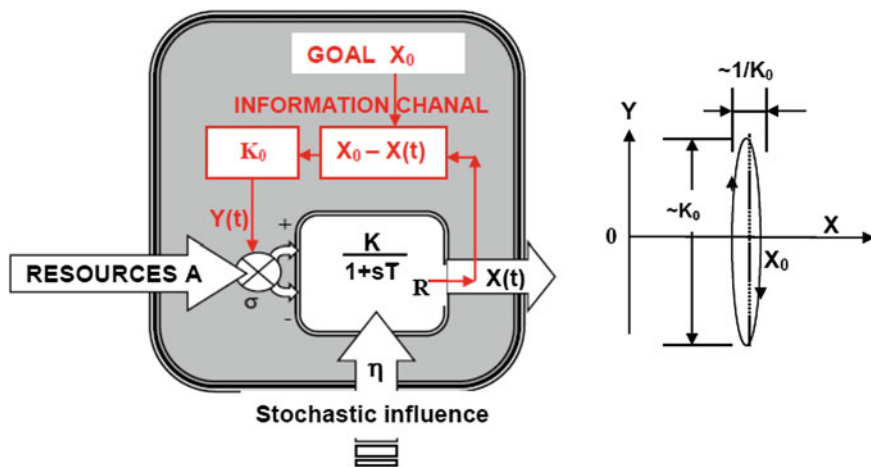 GOAL X₀
INFORMATION CHANAL
K₀
X₀ – X(t)
Y(t)
+
RESOURCES A
σ
-
K
1+sT
R
X(t)
η
Stochastic influence
~1/K₀
Y
~K₀
0
X
X₀